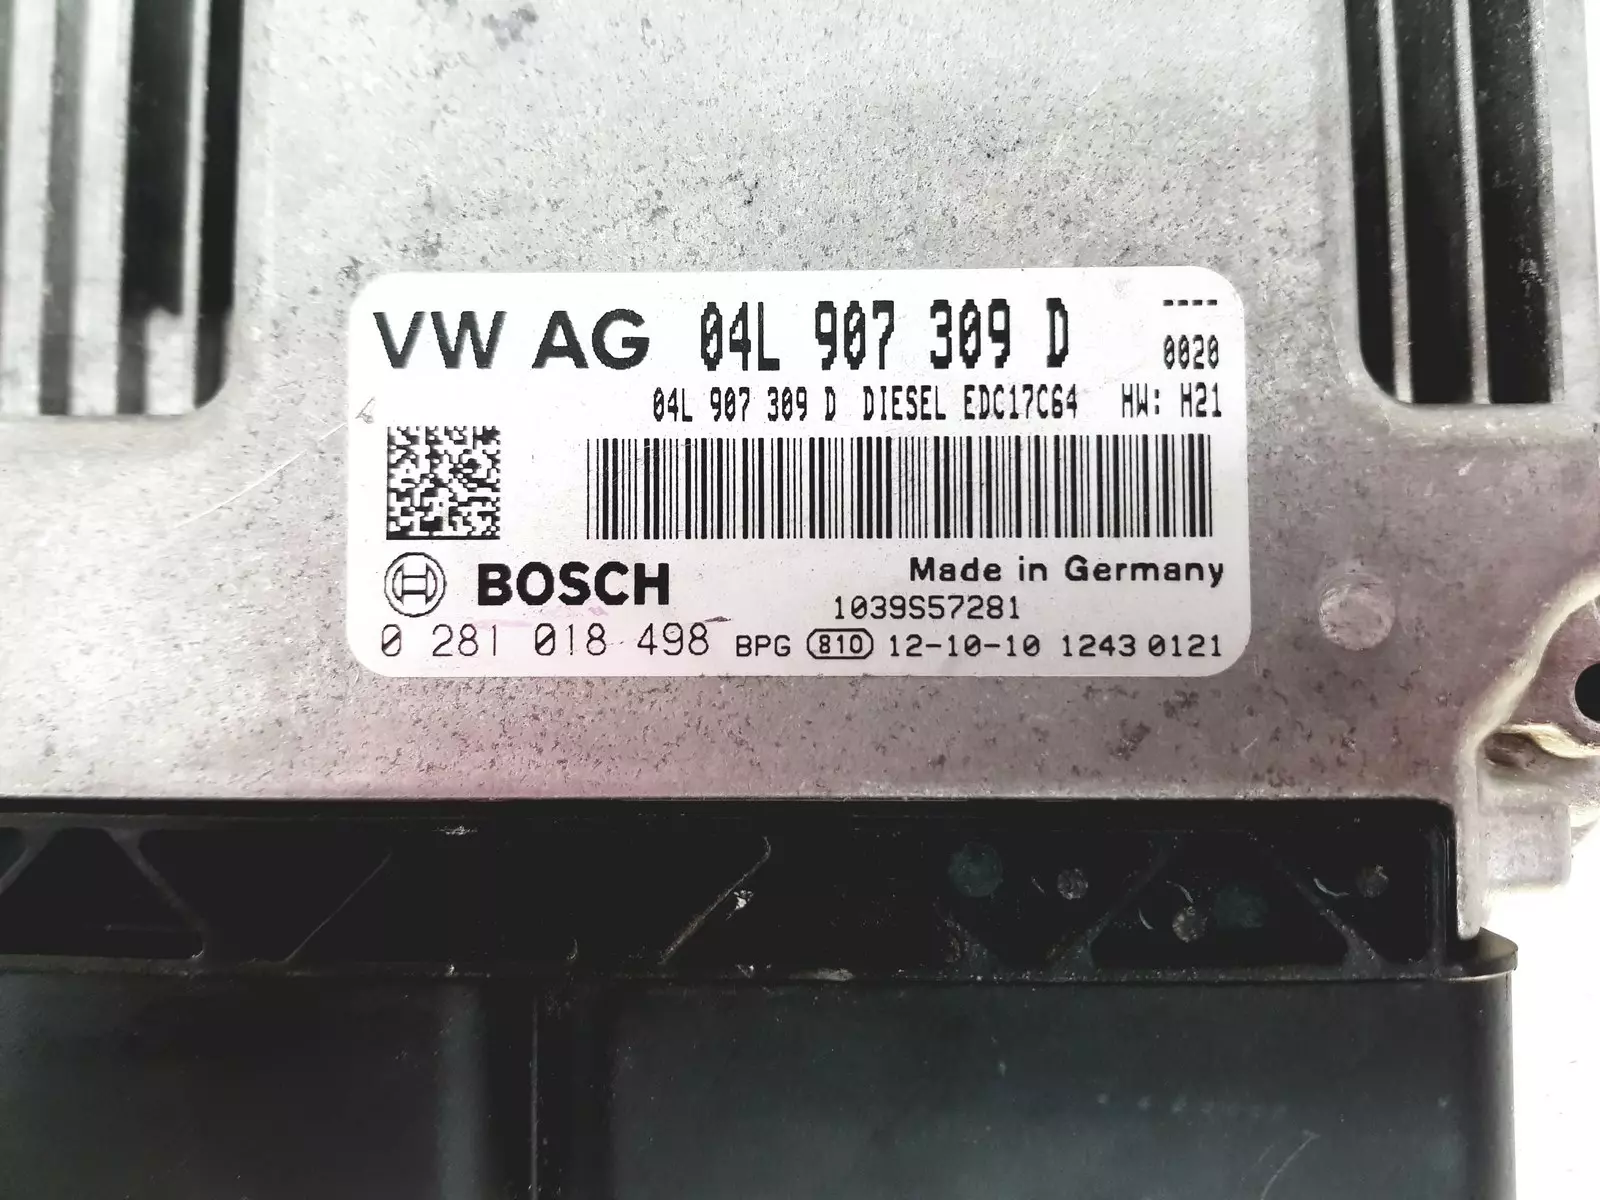 VW AG 04L 907 309 D ----
0020
04L 907 309 D DIESEL EDC17C64 HW: H21
BOSCH Made in Germany
1039S57281
0 281 018 498 BPG 810 12-10-10 1243 0121